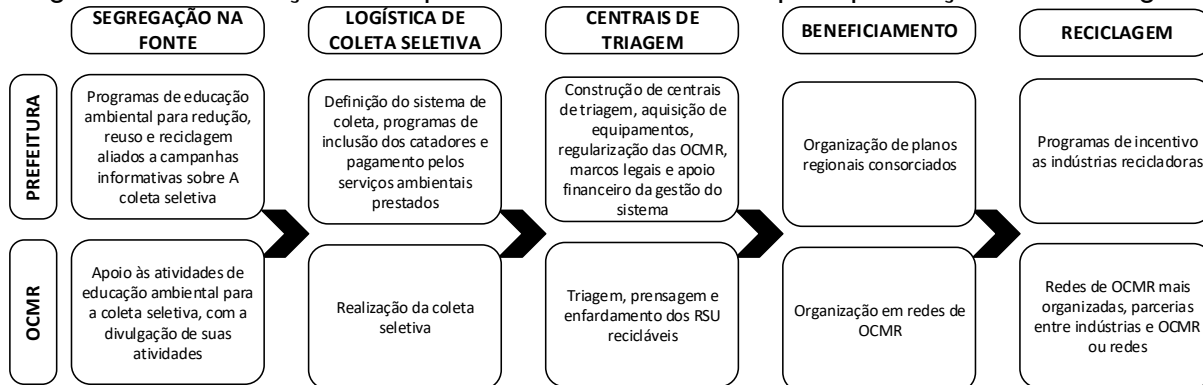 SEGREGAÇÃO NA
FONTE
LOGÍSTICA DE
COLETA SELETIVA
CENTRAIS DE
TRIAGEM
BENEFICIAMENTO
RECICLAGEM
PREFEITURA
Programas de educação
ambiental para redução,
reuso e reciclagem
aliados a campanhas
informativas sobre A
coleta seletiva
Definição do sistema de
coleta, programas de
inclusão dos catadores e
pagamento pelos
serviços ambientais
prestados
Construção de centrais
de triagem, aquisição de
equipamentos,
regularização das OCMR,
marcos legais e apoio
financeiro da gestão do
sistema
Organização de planos
regionais consorciados
Programas de incentivo
as indústrias recicladoras
OCMR
Apoio às atividades de
educação ambiental para
a coleta seletiva, com a
divulgação de suas
atividades
Realização da coleta
seletiva
Triagem, prensagem e
enfardamento dos RSU
recicláveis
Organização em redes de
OCMR
Redes de OCMR mais
organizadas, parcerias
entre indústrias e OCMR
ou redes